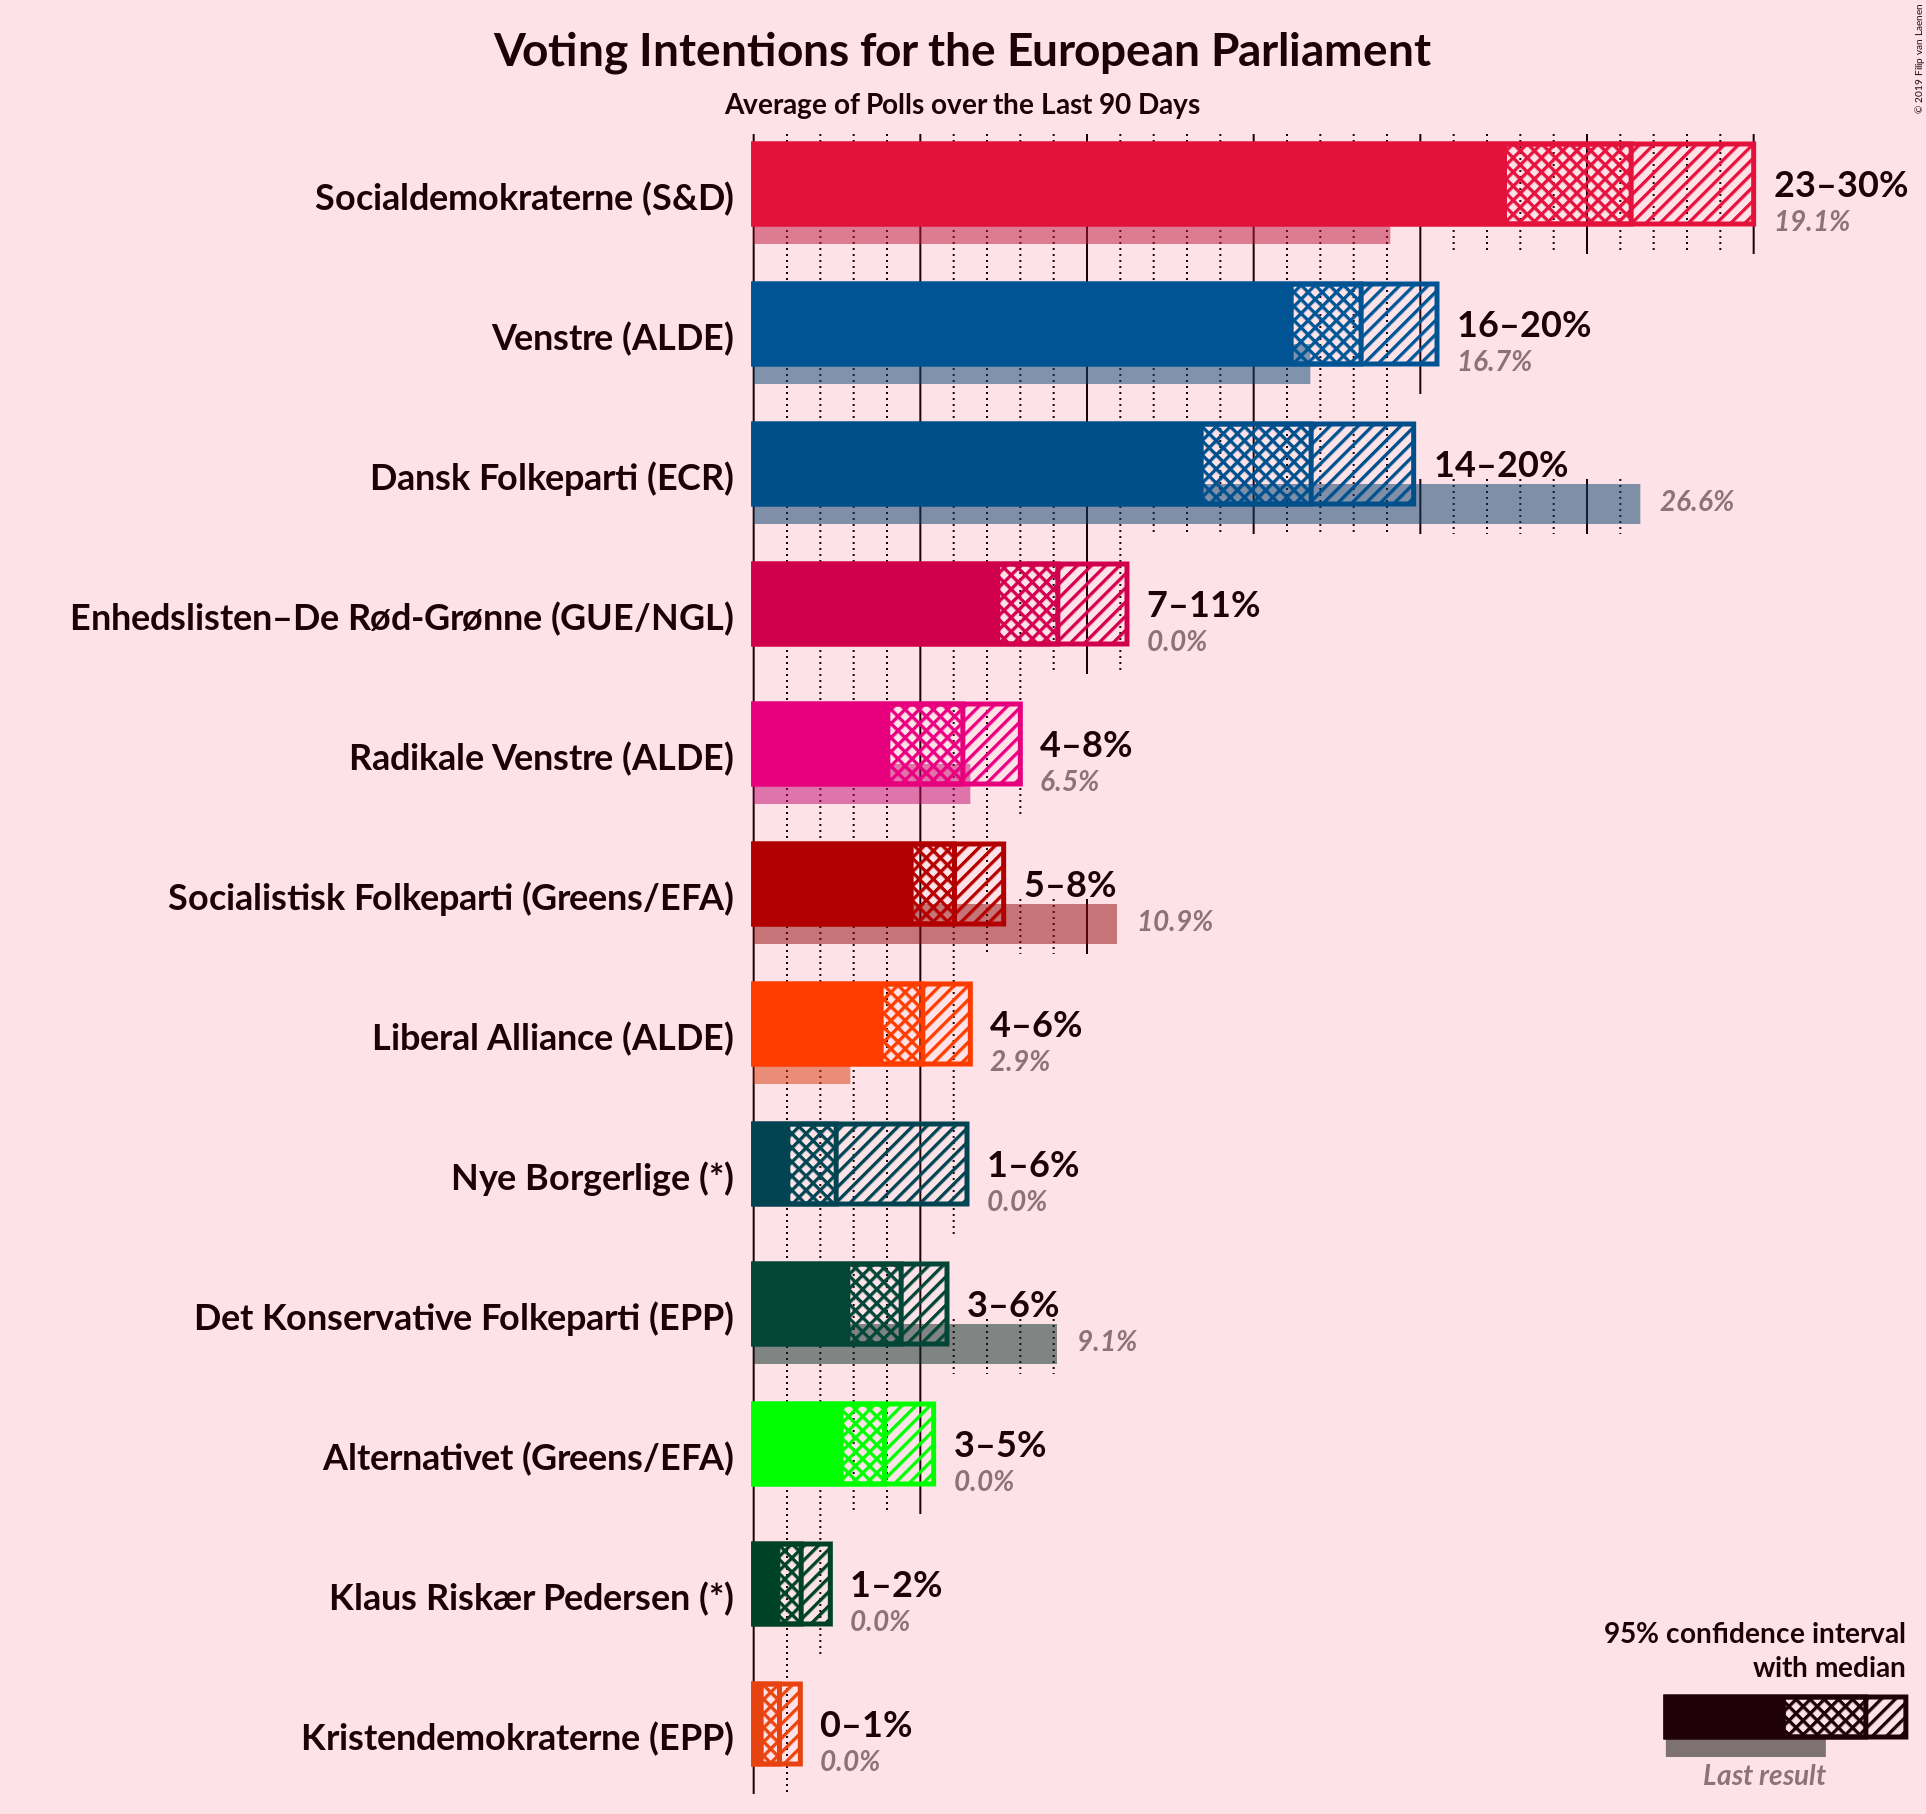 Voting Intentions for the European Parliament
Average of Polls over the Last 90 Days
© 2019 Filip van Laenen
Socialdemokraterne (S&D)
23–30%
19.1%
Venstre (ALDE)
16–20%
16.7%
Dansk Folkeparti (ECR)
14–20%
26.6%
Enhedslisten–De Rød-Grønne (GUE/NGL)
7–11%
0.0%
Radikale Venstre (ALDE)
4–8%
6.5%
Socialistisk Folkeparti (Greens/EFA)
5–8%
10.9%
Liberal Alliance (ALDE)
4–6%
2.9%
Nye Borgerlige (*)
1–6%
0.0%
Det Konservative Folkeparti (EPP)
3–6%
9.1%
Alternativet (Greens/EFA)
3–5%
0.0%
Klaus Riskær Pedersen (*)
1–2%
0.0%
Kristendemokraterne (EPP)
0–1%
0.0%
95% confidence interval
with median
Last result